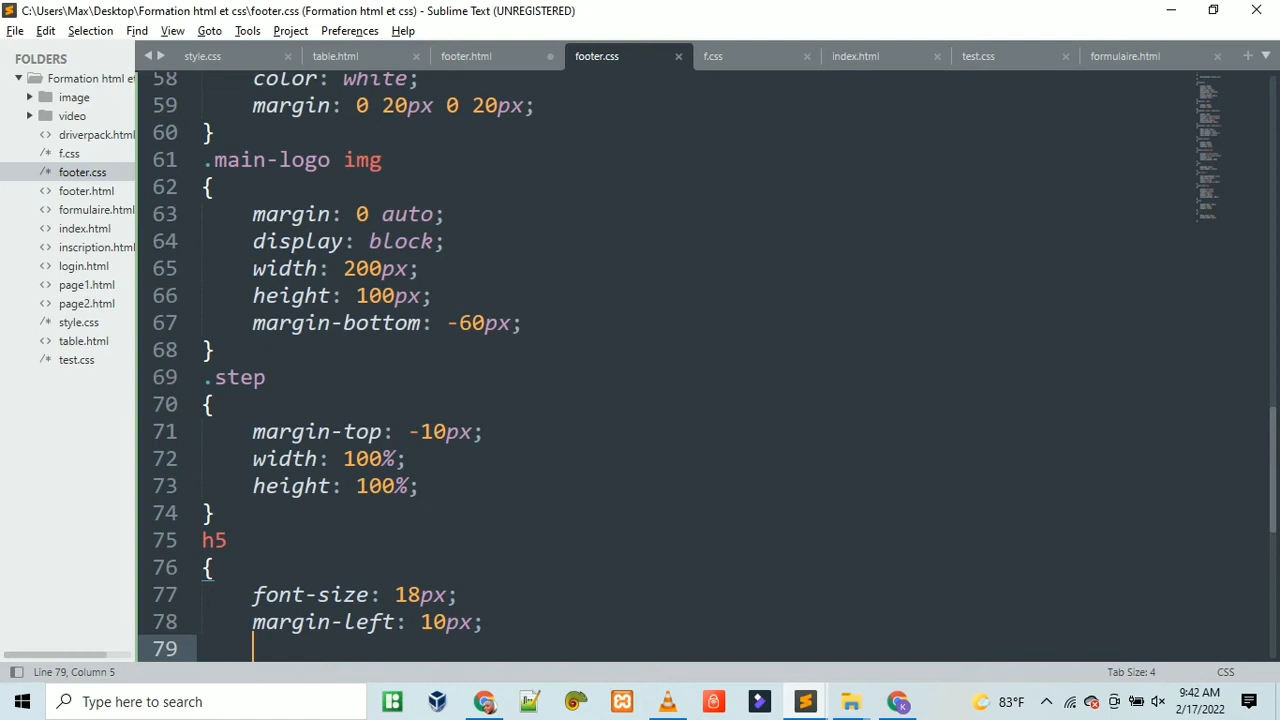 C:\Users\Max\Desktop\Formation html et css\footer.css (Formation html et css) - Sublime Text (UNREGISTERED)
File Edit Selection Find View Goto Tools Project Preferences Help
FOLDERS
Formation html et
image
video
driverpack.html
f.css
footer.css
footer.html
formulaire.html
index.html
inscription.html
login.html
page1.html
page2.html
style.css
table.html
test.css
style.css table.html footer.html footer.css f.css index.html test.css formulaire.html
58 color: white;
59 margin: 0 20px 0 20px;
60 }
61 .main-logo img
62 {
63 margin: 0 auto;
64 display: block;
65 width: 200px;
66 height: 100px;
67 margin-bottom: -60px;
68 }
69 .step
70 {
71 margin-top: -10px;
72 width: 100%;
73 height: 100%;
74 }
75 h5
76 {
77 font-size: 18px;
78 margin-left: 10px;
79
Line 79, Column 5 Tab Size: 4 CSS
Type here to search
83°F
9:42 AM
2/17/2022